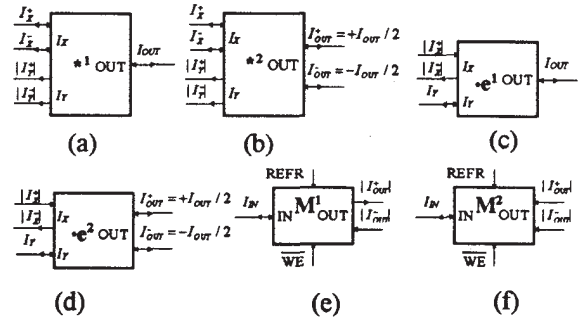 I_X^+
I_X^-
|I_Y^+|
|I_Y^-|
I_X
I_Y
*1 OUT
I_OUT
(a)
I_X^+
I_X^-
|I_Y^+|
|I_Y^-|
I_X
I_Y
*2 OUT
I_OUT^+ = +I_OUT / 2
I_OUT^- = -I_OUT / 2
(b)
|I_X^+|
|I_X^-|
I_Y
I_X
I_Y
·e1 OUT
I_OUT
(c)
|I_X^+|
|I_X^-|
I_Y
I_X
I_Y
·e2 OUT
I_OUT^+ = +I_OUT / 2
I_OUT^- = -I_OUT / 2
(d)
REFR
I_IN
IN M1 OUT
|I_OUT^+|
|I_OUT^-|
WE
(e)
REFR
I_IN
IN M2 OUT
|I_OUT^+|
|I_OUT^-|
WE
(f)